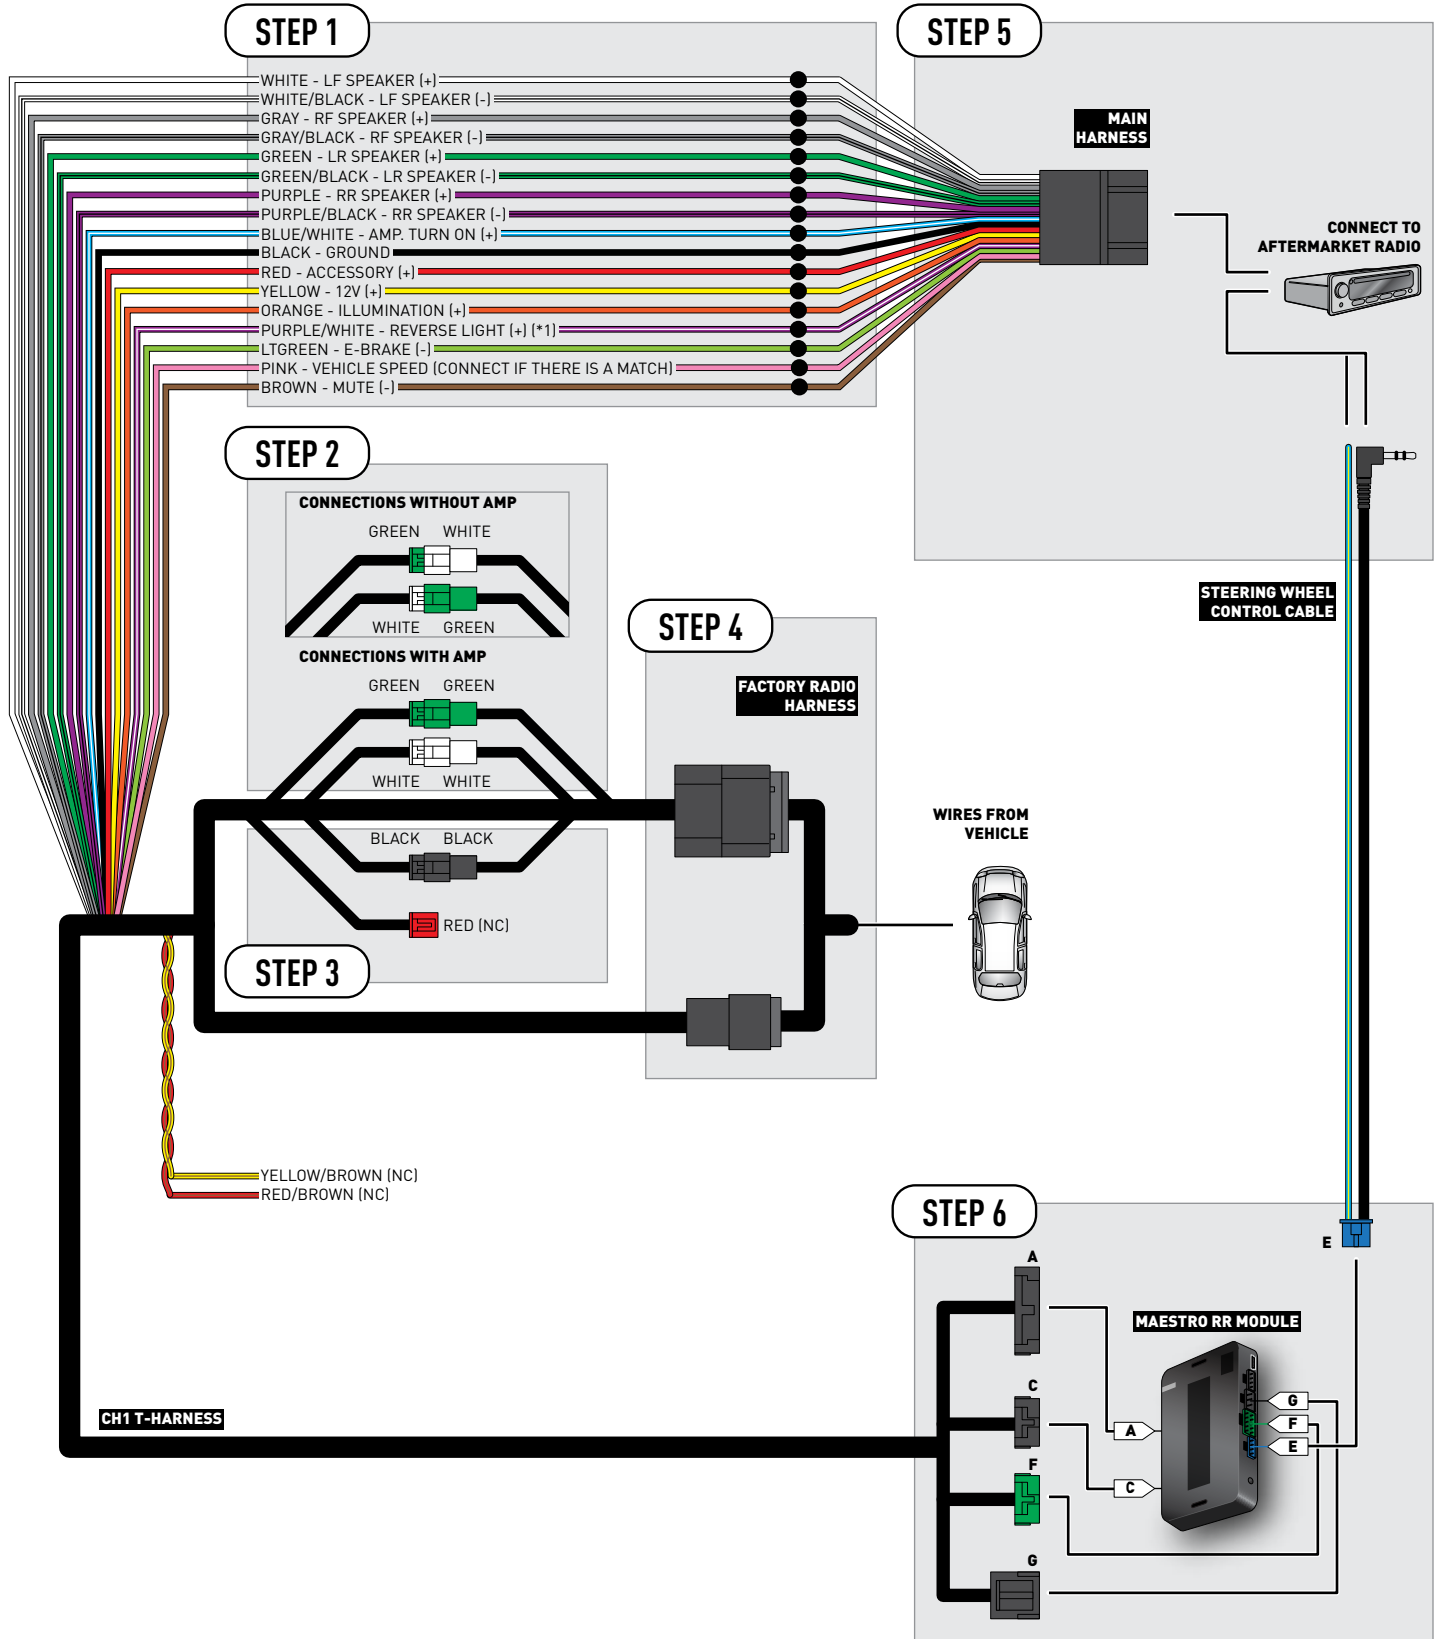 STEP 1
WHITE - LF SPEAKER (+)
WHITE/BLACK - LF SPEAKER (-)
GRAY - RF SPEAKER (+)
GRAY/BLACK - RF SPEAKER (-)
GREEN - LR SPEAKER (+)
GREEN/BLACK - LR SPEAKER (-)
PURPLE - RR SPEAKER (+)
PURPLE/BLACK - RR SPEAKER (-)
BLUE/WHITE - AMP. TURN ON (+)
BLACK - GROUND
RED - ACCESSORY (+)
YELLOW - 12V (+)
ORANGE - ILLUMINATION (+)
PURPLE/WHITE - REVERSE LIGHT (+) (*1)
LTGREEN - E-BRAKE (-)
PINK - VEHICLE SPEED (CONNECT IF THERE IS A MATCH)
BROWN - MUTE (-)
STEP 5
MAIN
HARNESS
CONNECT TO
AFTERMARKET RADIO
STEP 2
CONNECTIONS WITHOUT AMP
GREEN WHITE
WHITE GREEN
CONNECTIONS WITH AMP
GREEN GREEN
WHITE WHITE
BLACK BLACK
RED (NC)
STEP 3
STEP 4
FACTORY RADIO
HARNESS
WIRES FROM
VEHICLE
STEERING WHEEL
CONTROL CABLE
YELLOW/BROWN (NC)
RED/BROWN (NC)
CH1 T-HARNESS
STEP 6
E
A
C
F
G
MAESTRO RR MODULE
A
C
G
F
E